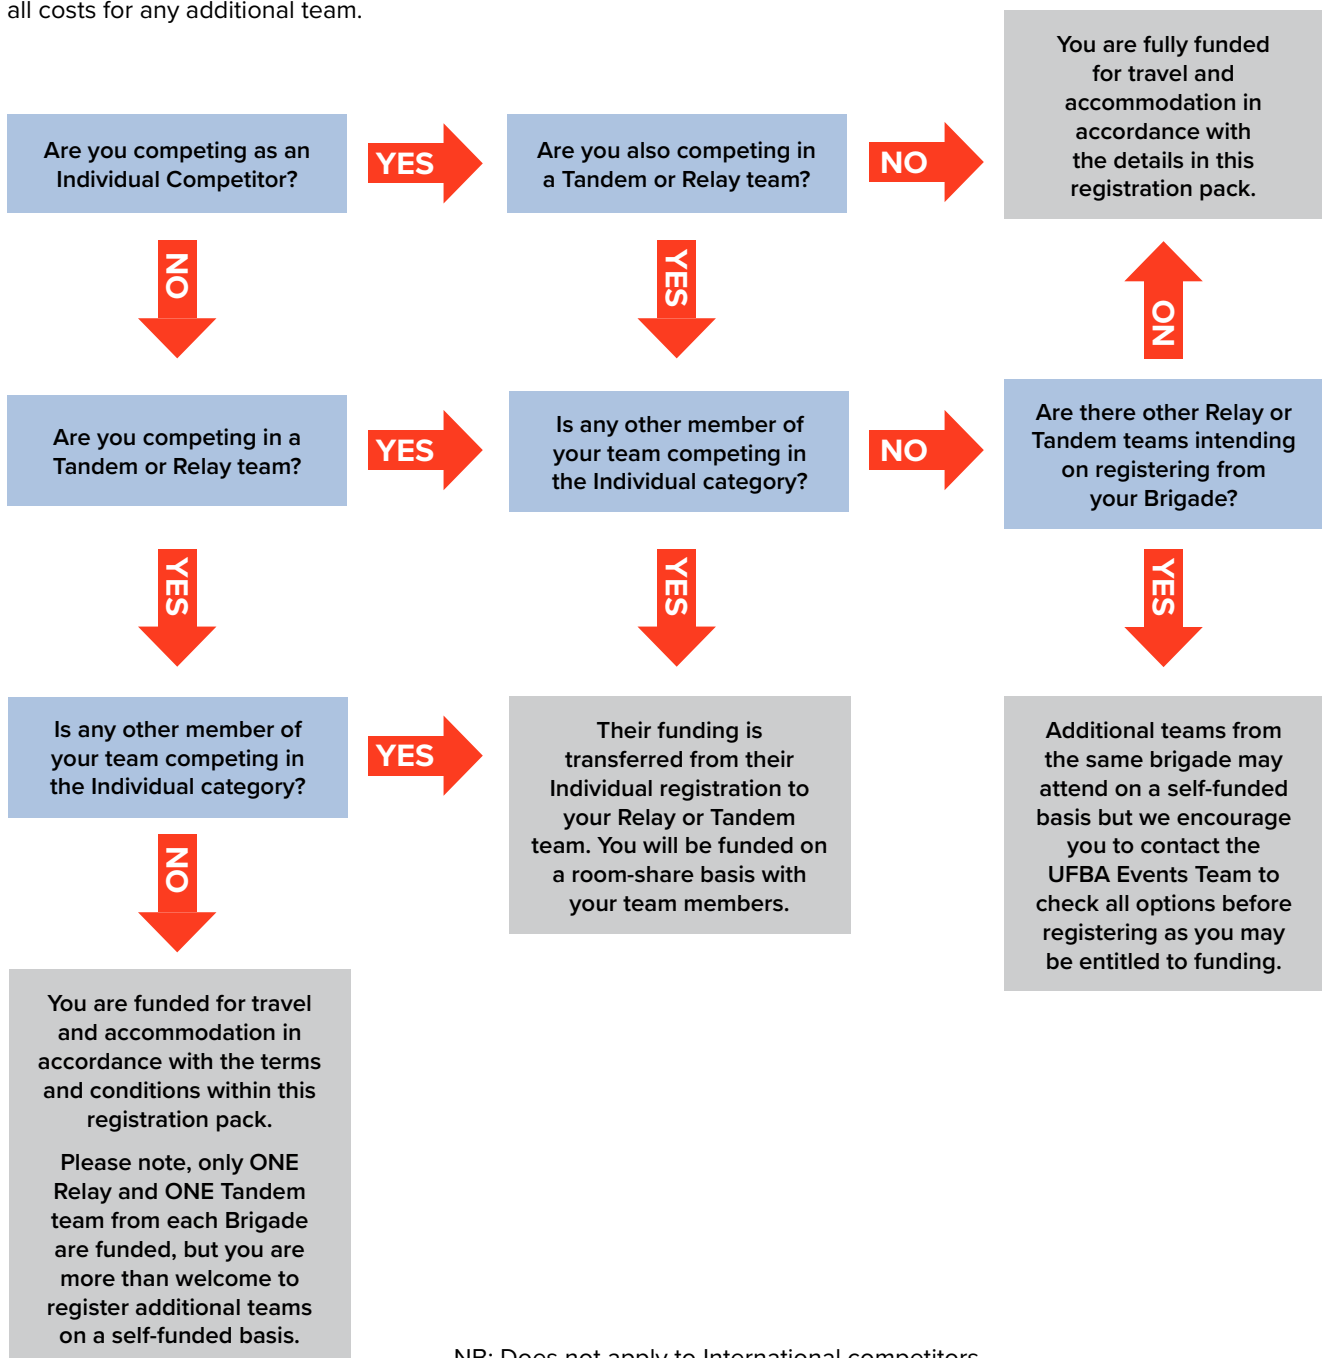 all costs for any additional team.
Are you competing as an
Individual Competitor?
YES
Are you also competing in
a Tandem or Relay team?
NO
You are fully funded
for travel and
accommodation in
accordance with
the details in this
registration pack.
NO
YES
NO
Are you competing in a
Tandem or Relay team?
YES
Is any other member of
your team competing in
the Individual category?
NO
Are there other Relay or
Tandem teams intending
on registering from
your Brigade?
YES
YES
YES
Is any other member of
your team competing in
the Individual category?
YES
Their funding is
transferred from their
Individual registration to
your Relay or Tandem
team. You will be funded on
a room-share basis with
your team members.
Additional teams from
the same brigade may
attend on a self-funded
basis but we encourage
you to contact the
UFBA Events Team to
check all options before
registering as you may
be entitled to funding.
NO
You are funded for travel
and accommodation in
accordance with the terms
and conditions within this
registration pack.
Please note, only ONE
Relay and ONE Tandem
team from each Brigade
are funded, but you are
more than welcome to
register additional teams
on a self-funded basis.
NB: Does not apply to International competitors